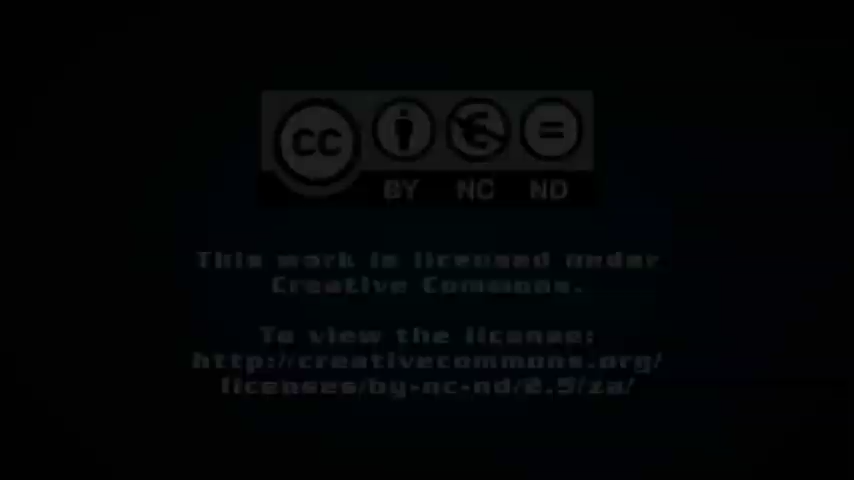 CC
BY NC ND
This work is licensed under
Creative Commons.
To view the license:
http://creativecommons.org/
licenses/by-nc-nd/2.5/za/